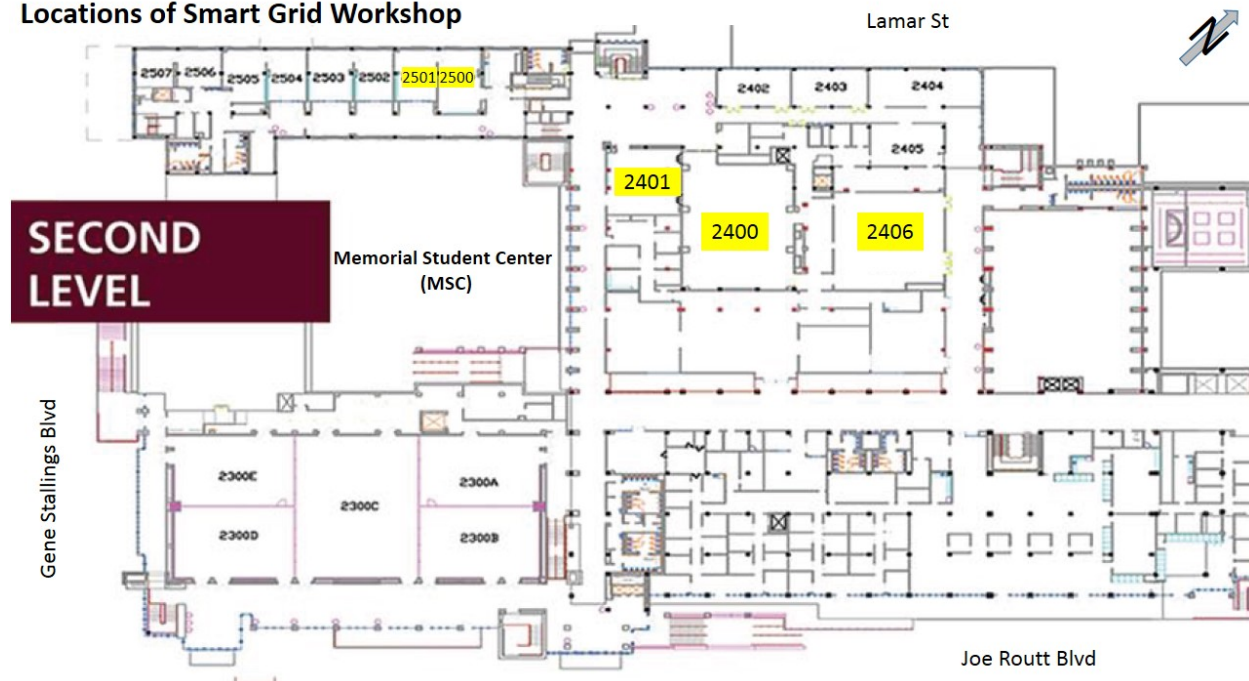 Locations of Smart Grid Workshop
Lamar St
N
2507 2506 2505 2504 2503 2502 2501 2500
2402 2403 2404
2405
2401
2400 2406
SECOND
LEVEL
Memorial Student Center
(MSC)
Gene Stallings Blvd
2300E 2300A
2300C
2300D 2300B
Joe Routt Blvd